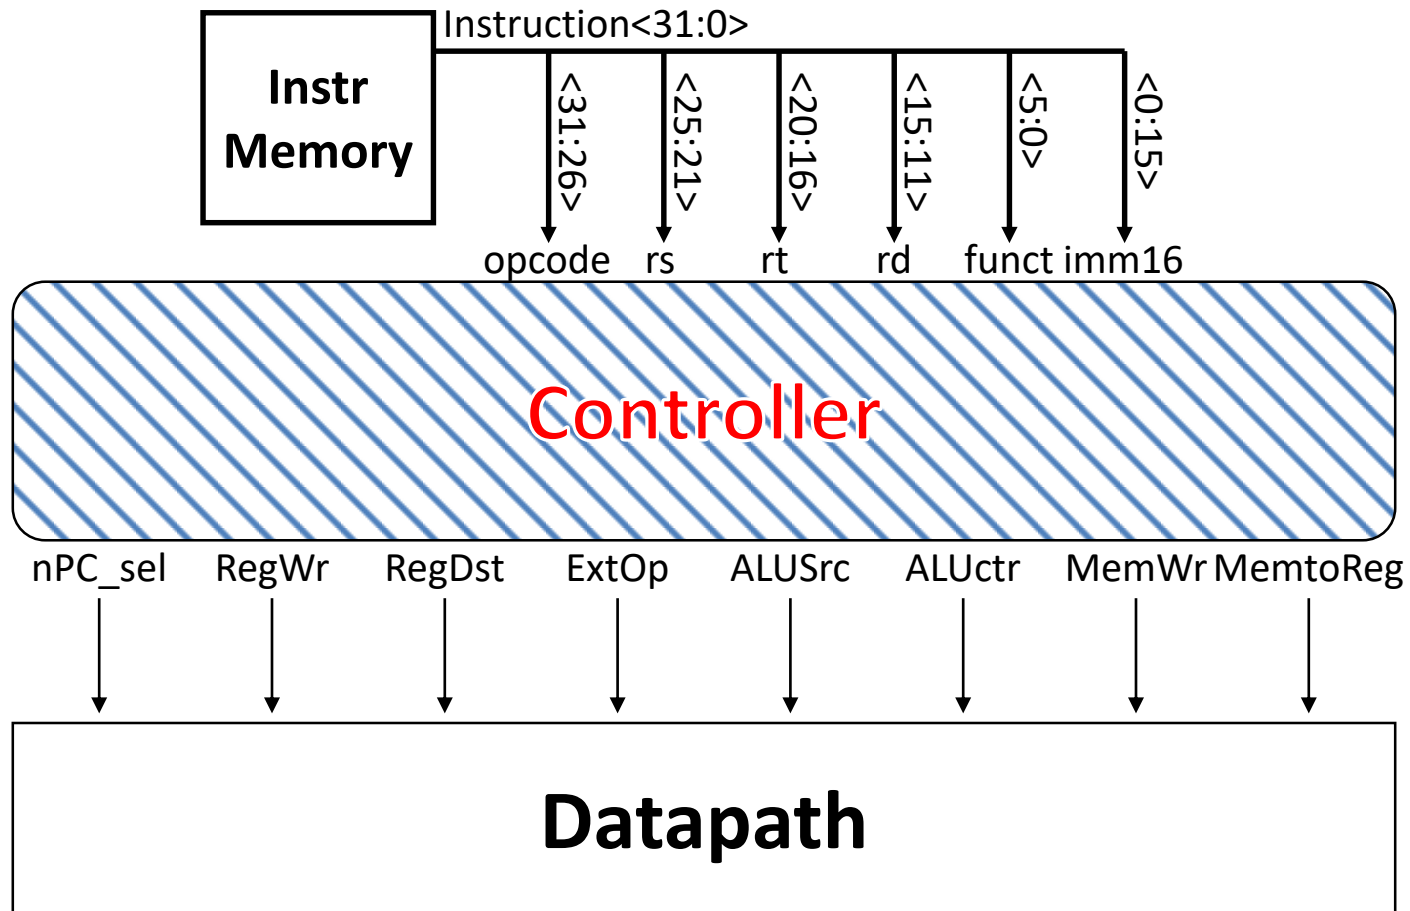 Instruction<31:0>
Instr
Memory
<31:26>
<25:21>
<20:16>
<15:11>
<5:0>
<0:15>
opcode rs rt rd funct imm16
Controller
nPC_sel RegWr RegDst ExtOp ALUSrc ALUctr MemWr MemtoReg
Datapath